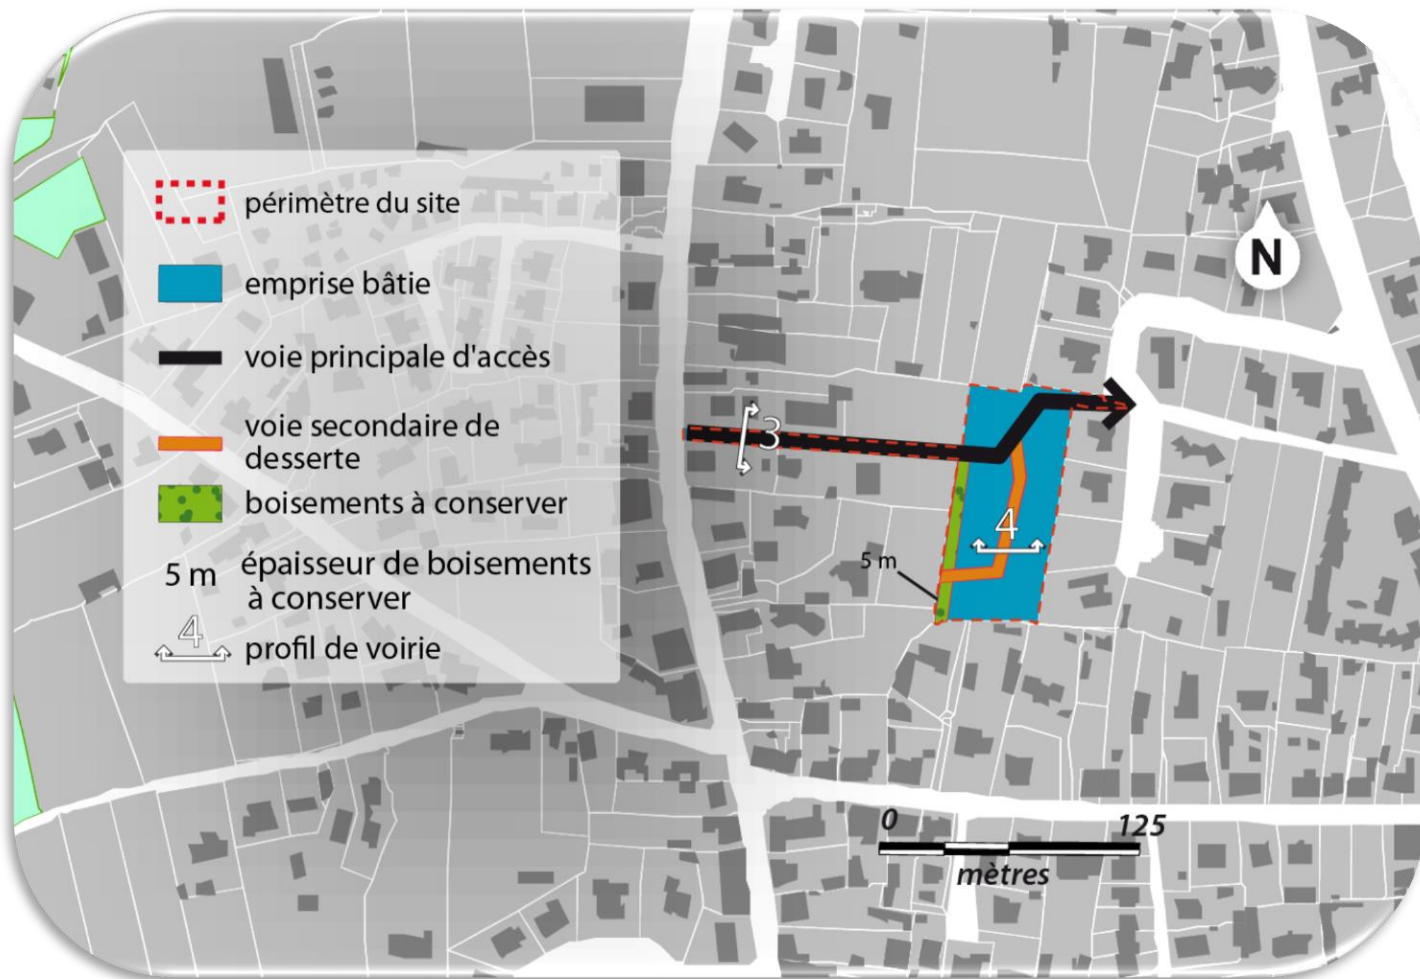 périmètre du site
emprise bâtie
voie principale d'accès
voie secondaire de
desserte
boisements à conserver
5 m épaisseur de boisements
à conserver
4 profil de voirie
N
3
4
5 m
0 125
mètres